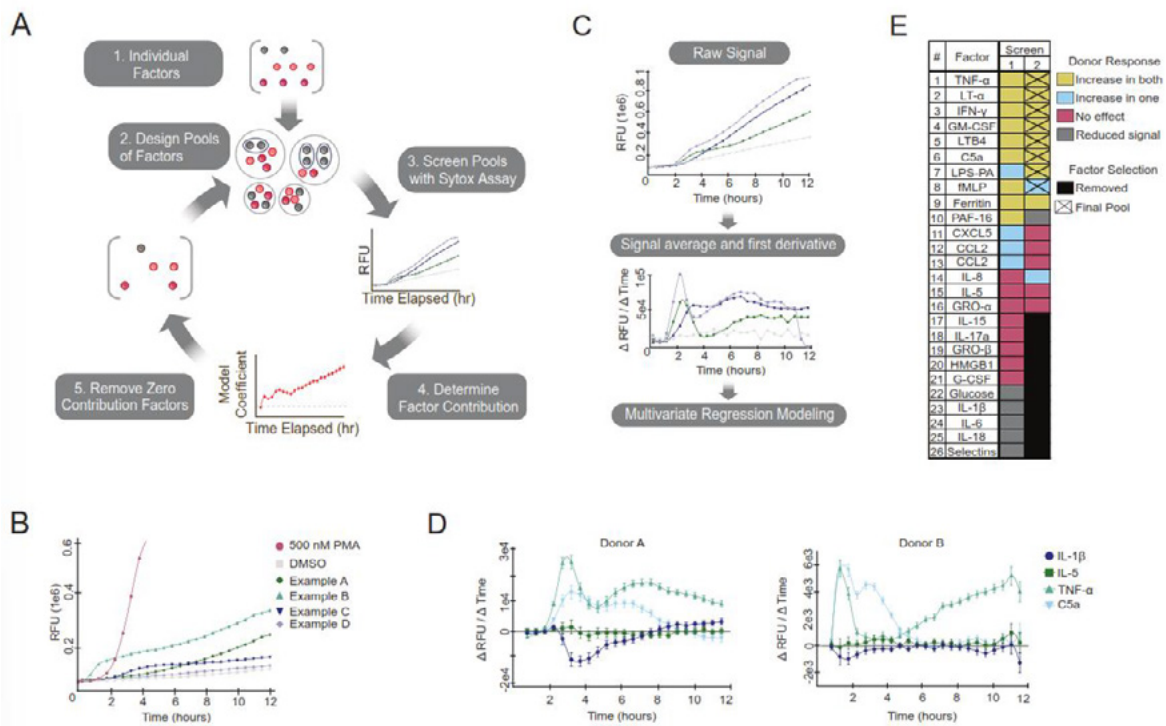 A
1. Individual
Factors
2. Design Pools
of Factors
3. Screen Pools
with Sytox Assay
RFU
Time Elapsed (hr)
4. Determine
Factor Contribution
Model
Coefficient
Time Elapsed (hr)
5. Remove Zero
Contribution Factors
B
RFU (1e6)
0.6
0.2
0 2 4 6 8 10 12
Time (hours)
500 nM PMA
DMSO
Example A
Example B
Example C
Example D
C
Raw Signal
RFU (1e6)
0.2 0.4 0.6 0.8 1
0 2 4 6 8 10 12
Time (hours)
Signal average and first derivative
Δ RFU / Δ Time
0 5e4 1e5
0 2 4 6 8 10 12
Time (hours)
Multivariate Regression Modeling
D
Donor A
Δ RFU / Δ Time
3e4
1e4
0
-2e4
0 2 4 6 8 10 12
Time (hours)
Donor B
Δ RFU / Δ Time
6e3
4e3
2e3
0
-2e3
0 2 4 6 8 10 12
Time (hours)
IL-1β
IL-5
TNF-α
C5a
E
# Factor Screen
1 2
1 TNF-α
2 LT-α
3 IFN-γ
4 GM-CSF
5 LTB4
6 C5a
7 LPS-PA
8 fMLP
9 Ferritin
10 PAF-16
11 CXCL5
12 CCL2
13 CCL2
14 IL-8
15 IL-5
16 GRO-α
17 IL-15
18 IL-17a
19 GRO-β
20 HMGB1
21 G-CSF
22 Glucose
23 IL-1β
24 IL-6
25 IL-18
26 Selectins
Donor Response
Increase in both
Increase in one
No effect
Reduced signal
Factor Selection
Removed
Final Pool